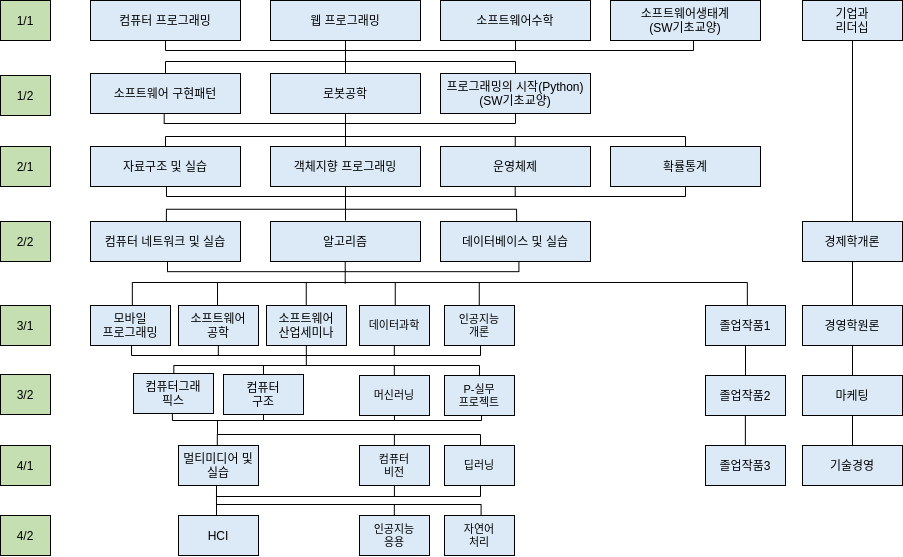 1/1
컴퓨터 프로그래밍
웹 프로그래밍
소프트웨어수학
소프트웨어생태계
(SW기초교양)
기업과
리더십
1/2
소프트웨어 구현패턴
로봇공학
프로그래밍의 시작(Python)
(SW기초교양)
2/1
자료구조 및 실습
객체지향 프로그래밍
운영체제
확률통계
2/2
컴퓨터 네트워크 및 실습
알고리즘
데이터베이스 및 실습
경제학개론
3/1
모바일
프로그래밍
소프트웨어
공학
소프트웨어
산업세미나
데이터과학
인공지능
개론
졸업작품1
경영학원론
3/2
컴퓨터그래
픽스
컴퓨터
구조
머신러닝
P-실무
프로젝트
졸업작품2
마케팅
4/1
멀티미디어 및
실습
컴퓨터
비전
딥러닝
졸업작품3
기술경영
4/2
HCI
인공지능
응용
자연어
처리